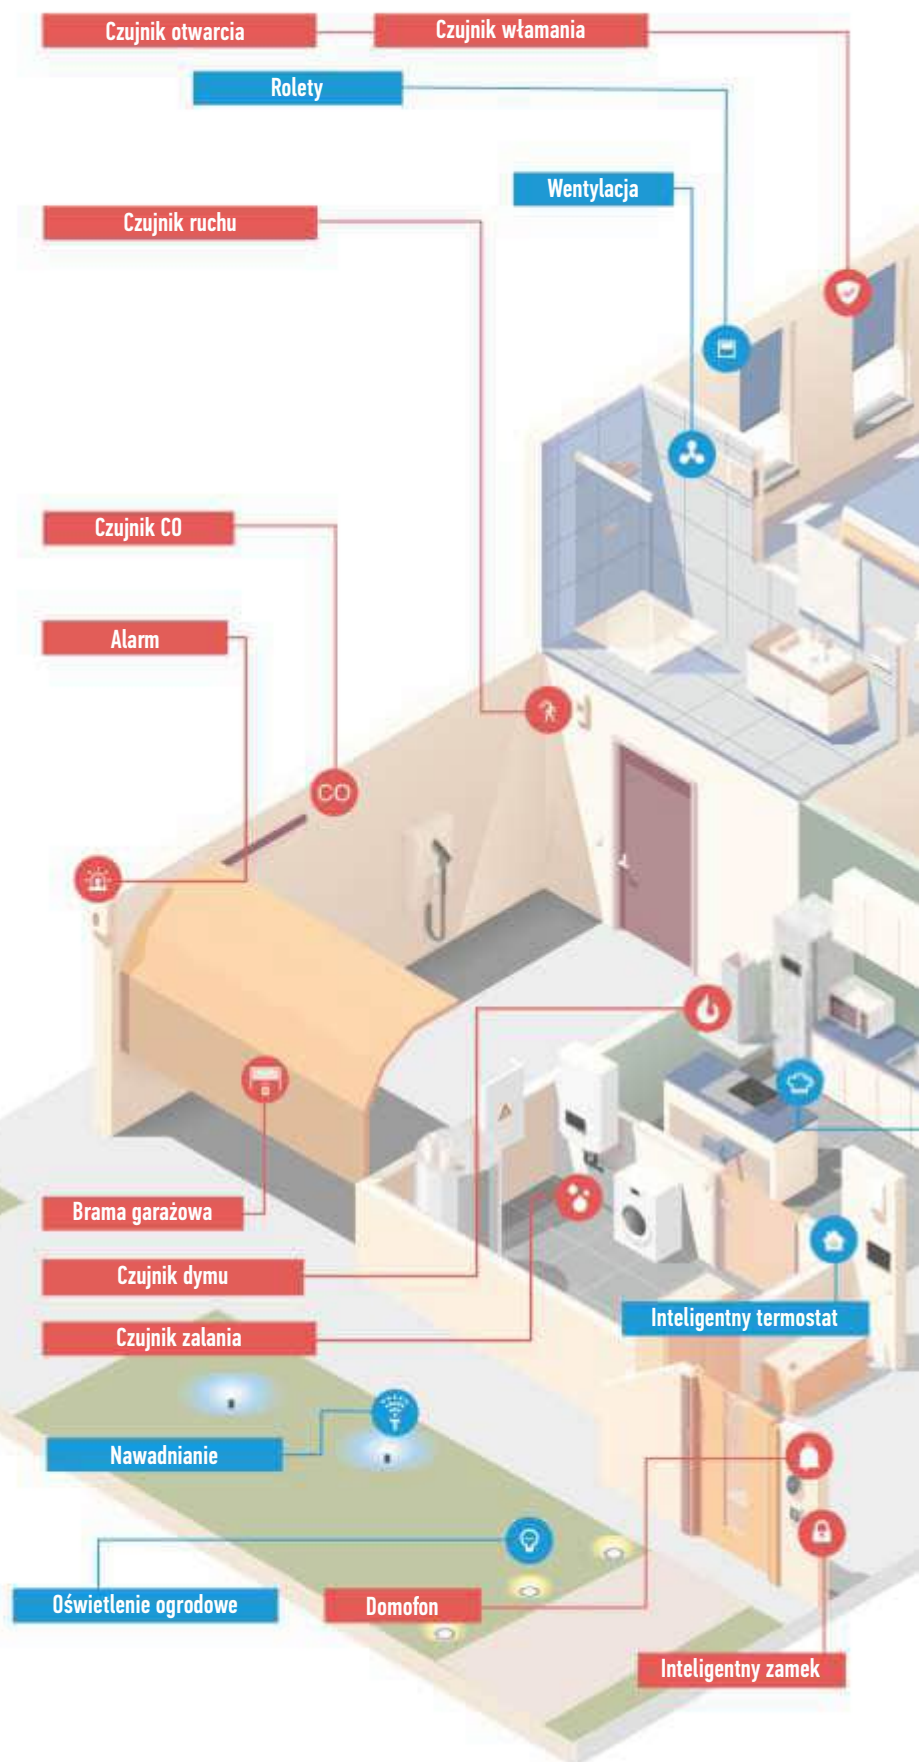 Czujnik otwarcia
Czujnik włamania
Rolety
Wentylacja
Czujnik ruchu
Czujnik CO
Alarm
CO
Brama garażowa
Czujnik dymu
Inteligentny termostat
Czujnik zalania
Nawadnianie
Oświetlenie ogrodowe
Domofon
Inteligentny zamek